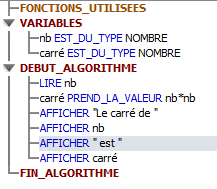 FONCTIONS_UTILISEES
VARIABLES
nb EST_DU_TYPE NOMBRE
carré EST_DU_TYPE NOMBRE
DEBUT_ALGORITHME
LIRE nb
carré PREND_LA_VALEUR nb*nb
AFFICHER "Le carré de "
AFFICHER nb
AFFICHER " est "
AFFICHER carré
FIN_ALGORITHME